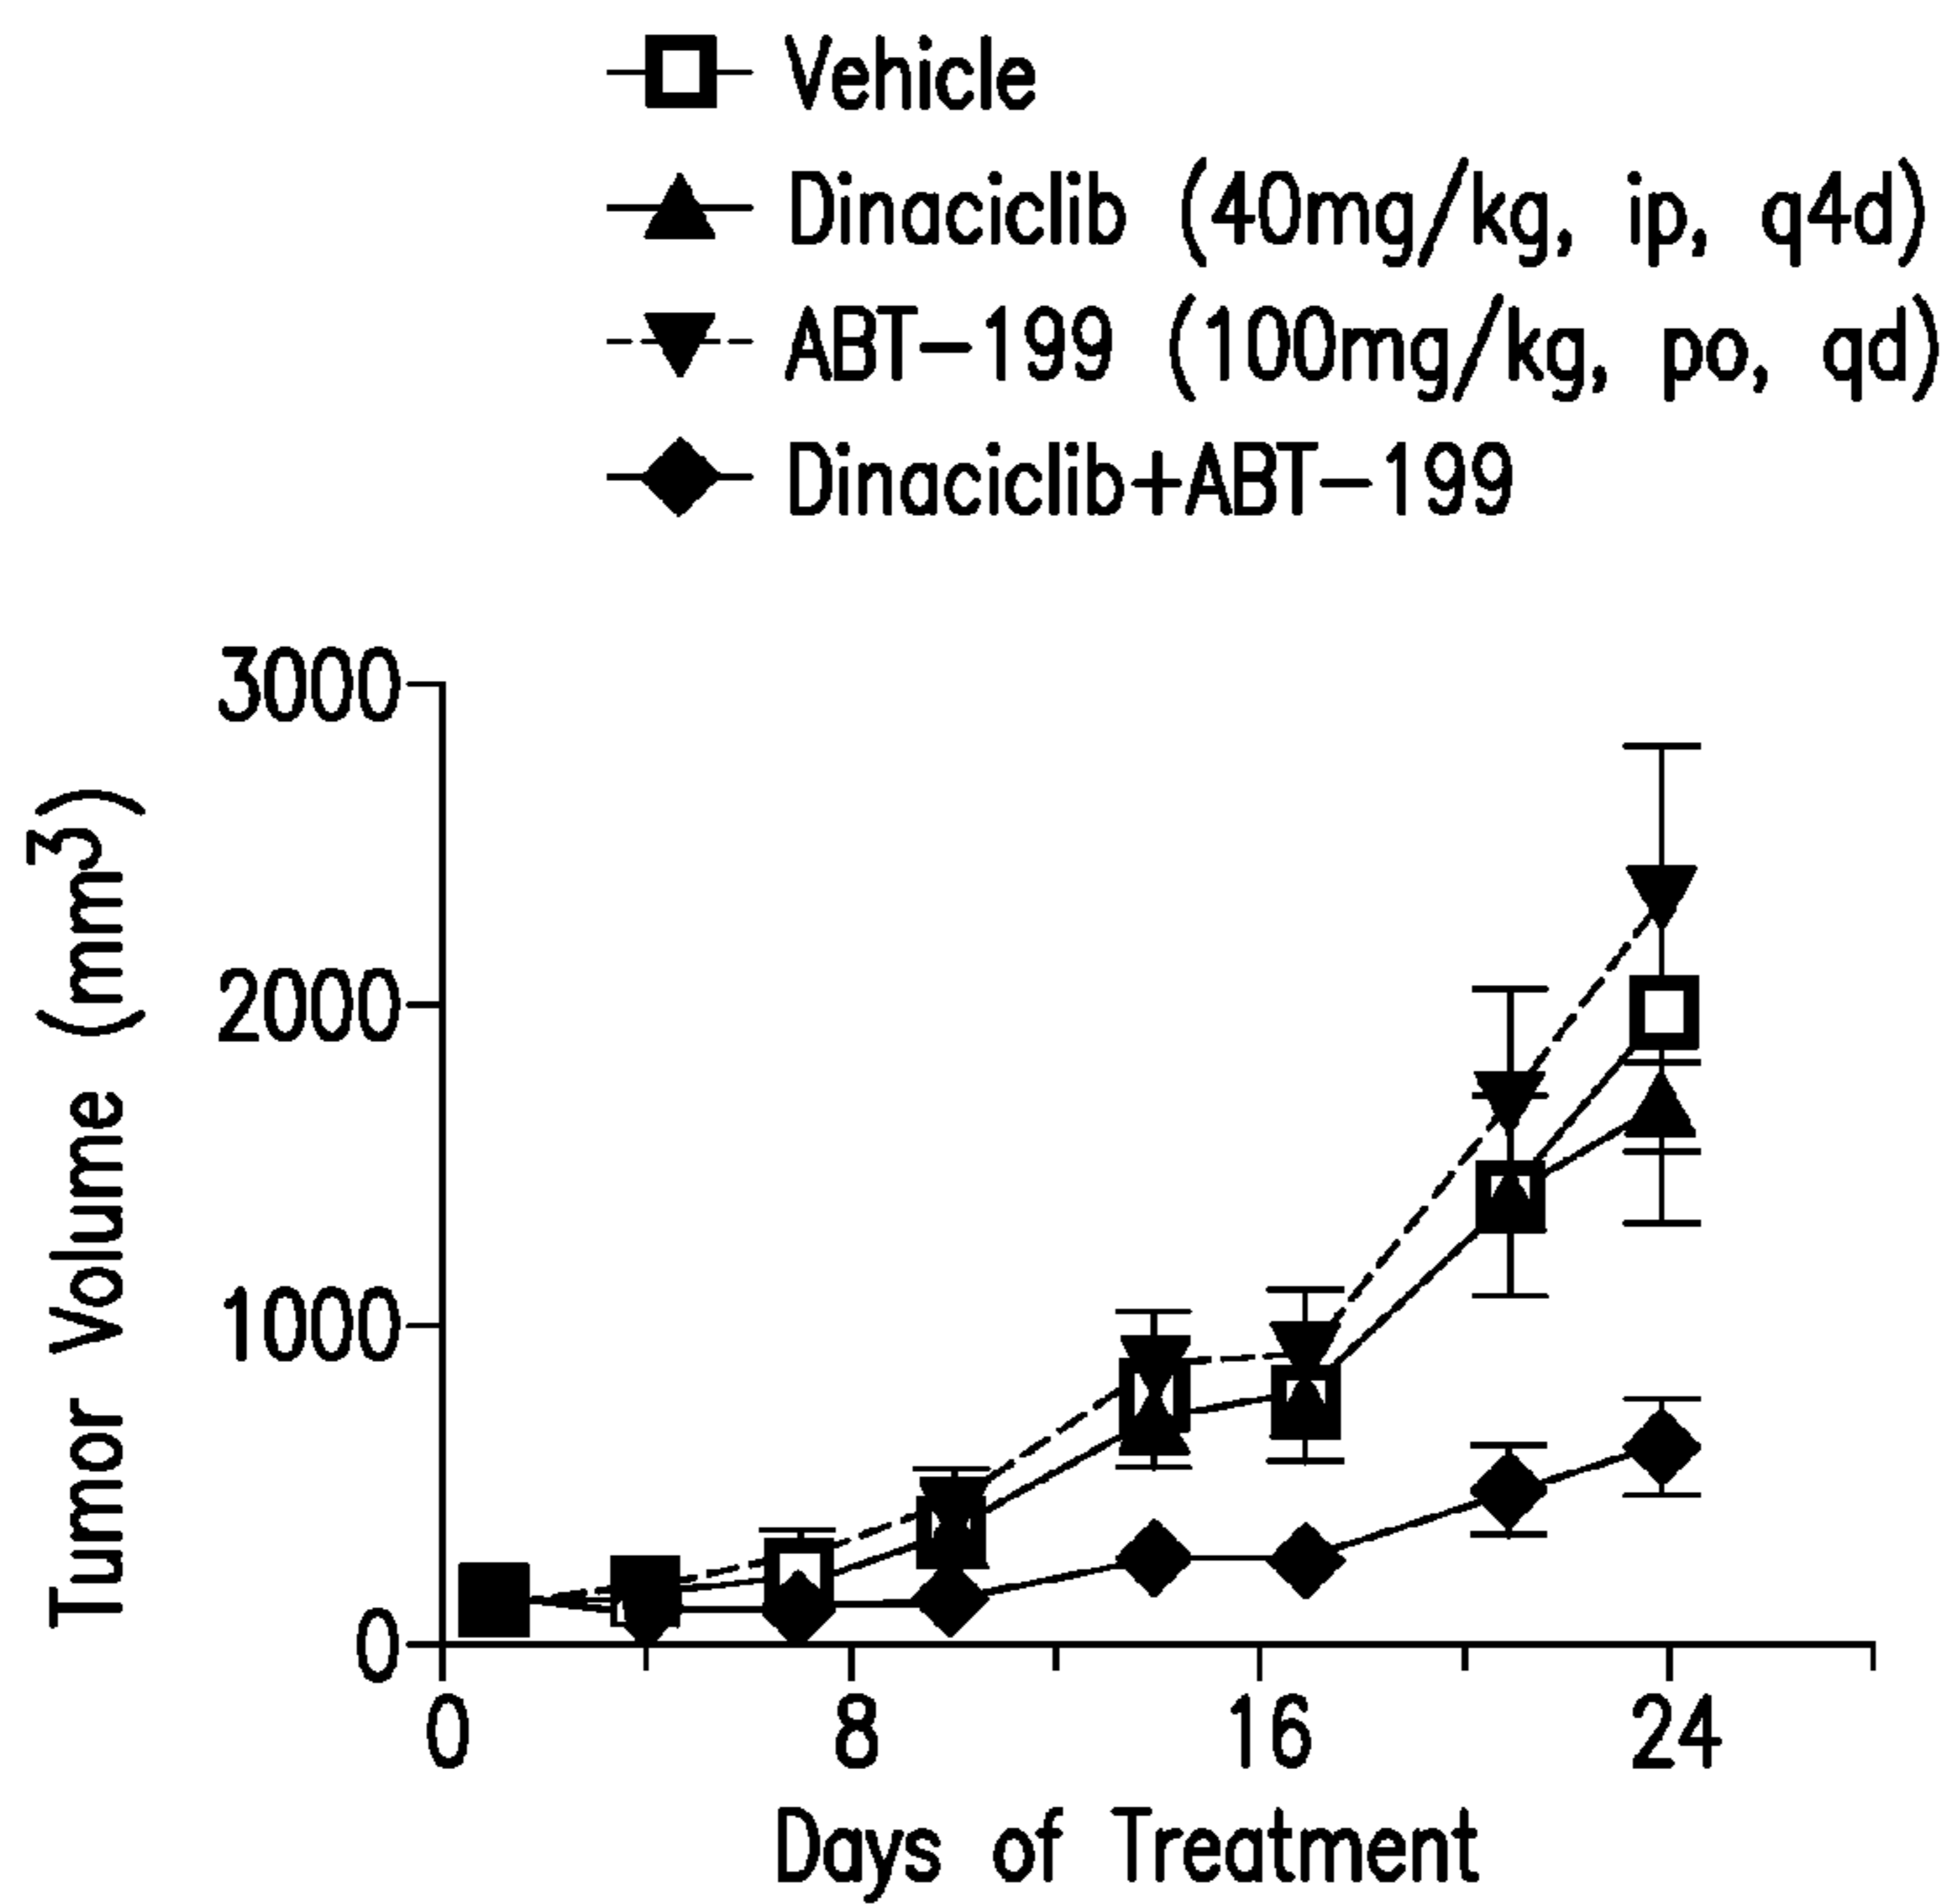 Vehicle
Dinaciclib (40mg/kg, ip, q4d)
ABT-199 (100mg/kg, po, qd)
Dinaciclib+ABT-199
3000
2000
1000
0
Tumor Volume (mm³)
0 8 16 24
Days of Treatment